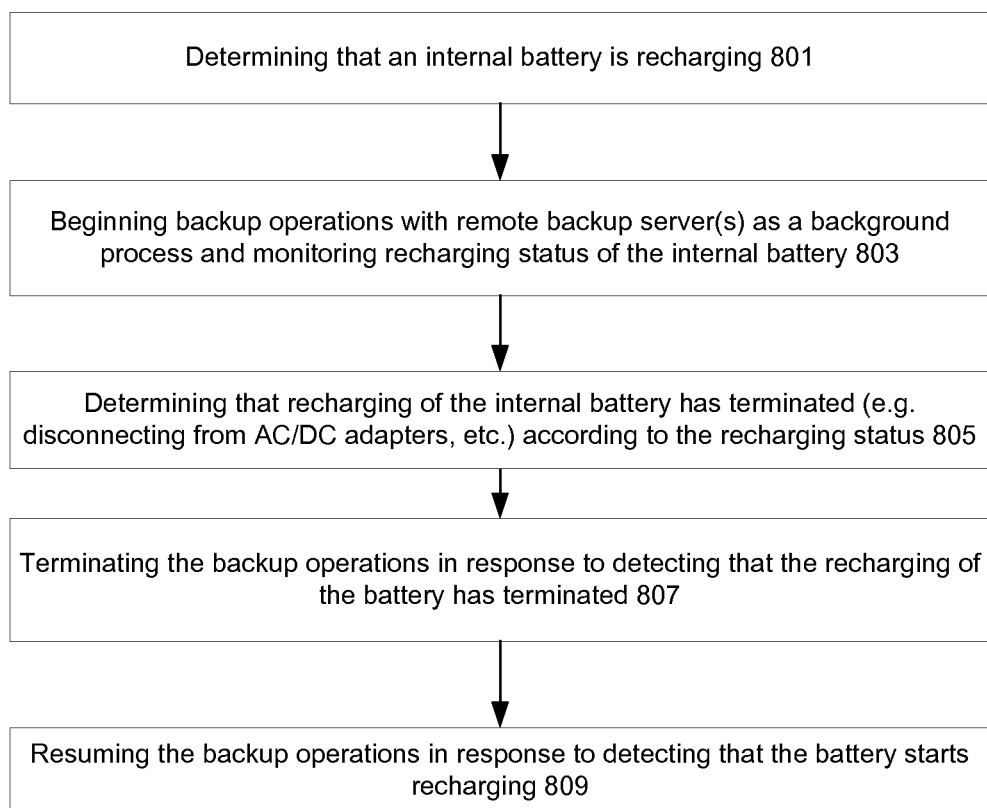 Determining that an internal battery is recharging 801
Beginning backup operations with remote backup server(s) as a background
process and monitoring recharging status of the internal battery 803
Determining that recharging of the internal battery has terminated (e.g.
disconnecting from AC/DC adapters, etc.) according to the recharging status 805
Terminating the backup operations in response to detecting that the recharging of
the battery has terminated 807
Resuming the backup operations in response to detecting that the battery starts
recharging 809